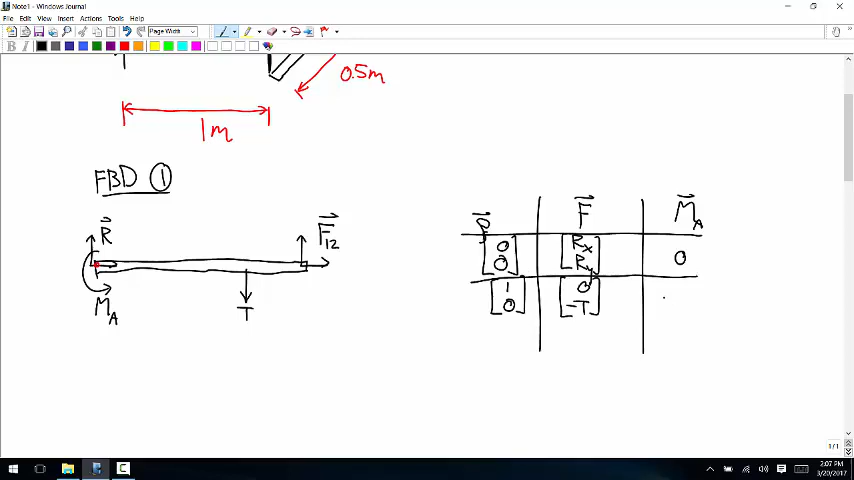 Note1 - Windows Journal
File Edit View Insert Actions Tools Help
Page Width
B I
0.5m
1m
FBD ①
R
F12
MA
T
P F MA
[0 0] [Rx Ry] 0
[1 0] [0 -T]
1/1
2:07 PM
3/20/2017